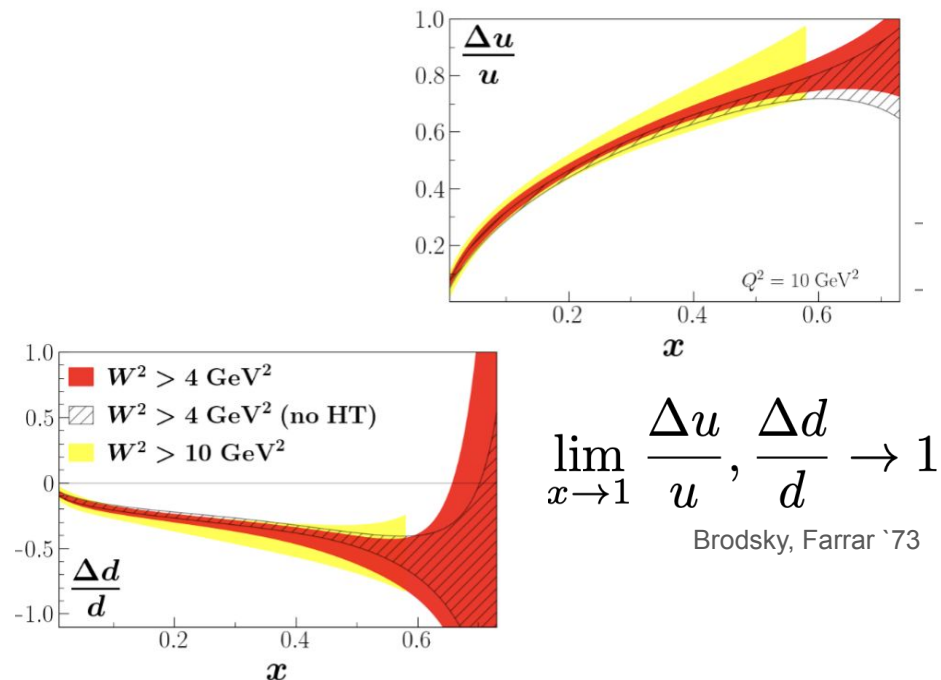 1.0
Δu
u
0.8
0.6
0.4
0.2
Q² = 10 GeV²
0.2 0.4 0.6
x
1.0
W² > 4 GeV²
0.5
W² > 4 GeV² (no HT)
W² > 10 GeV²
0
-0.5
Δd
d
-1.0
0.2 0.4 0.6
x
lim x→1 Δu/u, Δd/d → 1
Brodsky, Farrar `73